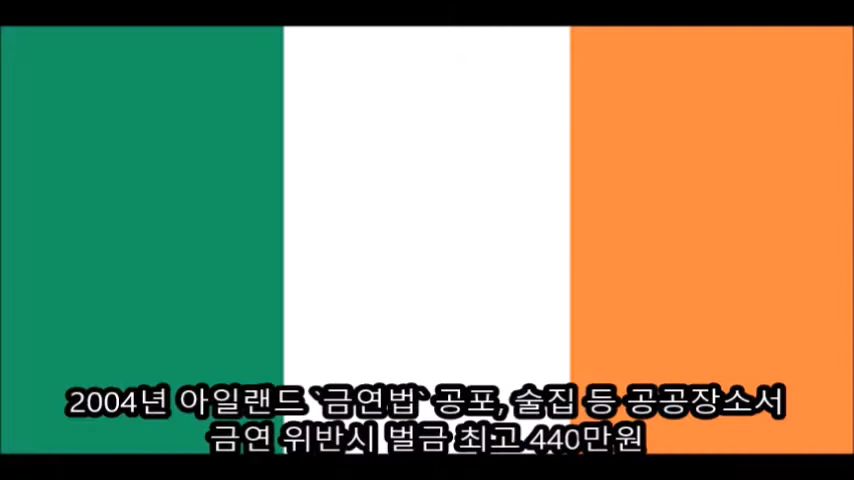 2004년 아일랜드 `금연법` 공포, 술집 등 공공장소서
금연 위반시 벌금 최고 440만원